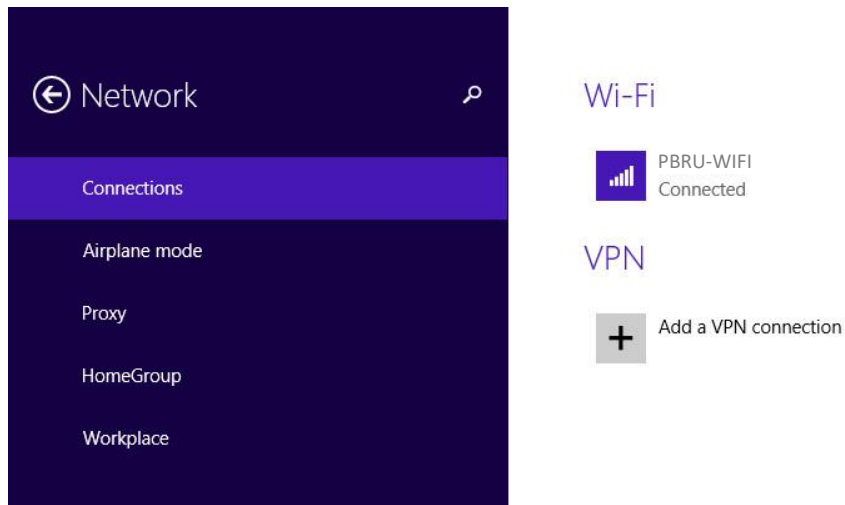 Network
Connections
Airplane mode
Proxy
HomeGroup
Workplace
Wi-Fi
PBRU-WIFI
Connected
VPN
Add a VPN connection